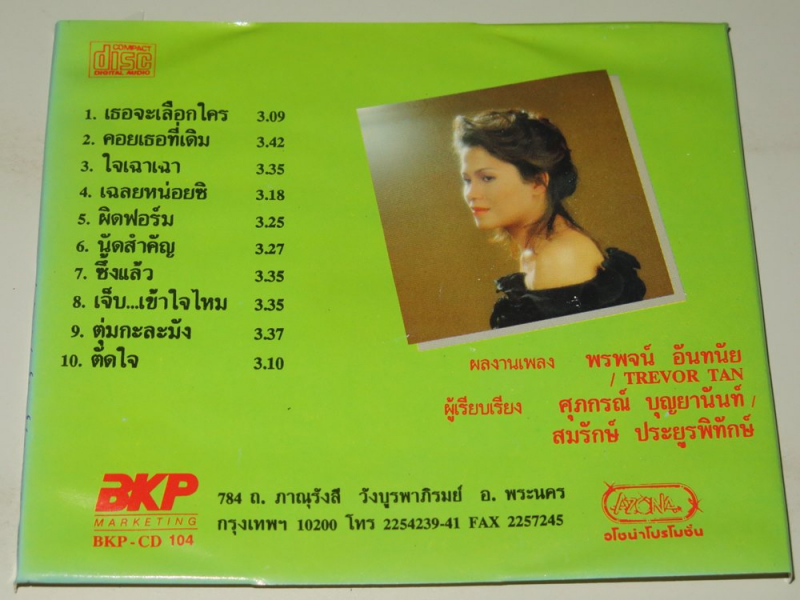 COMPACT
disc
DIGITAL AUDIO
1. เธอจะเลือกใคร 3.09
2. คอยเธอที่เดิม 3.42
3. ใจเฉาเฉา 3.35
4. เฉลยหน่อยซิ 3.18
5. ผิดฟอร์ม 3.25
6. นัดสำคัญ 3.27
7. ซึ้งแล้ว 3.35
8. เจ็บ...เข้าใจไหม 3.35
9. ตุ่มกะละมัง 3.37
10. ตัดใจ 3.10
ผลงานเพลง พรพจน์ อันทนัย
/ TREVOR TAN
ผู้เรียบเรียง ศุภกรณ์ บุญยานันท์ /
สมรักษ์ ประยูรพิทักษ์
BKP
MARKETING
BKP - CD 104
784 ถ. ภาณุรังสี วังบูรพาภิรมย์ อ. พระนคร
กรุงเทพฯ 10200 โทร 2254239-41 FAX 2257245
AZONA
อโซน่าโปรโมชั่น